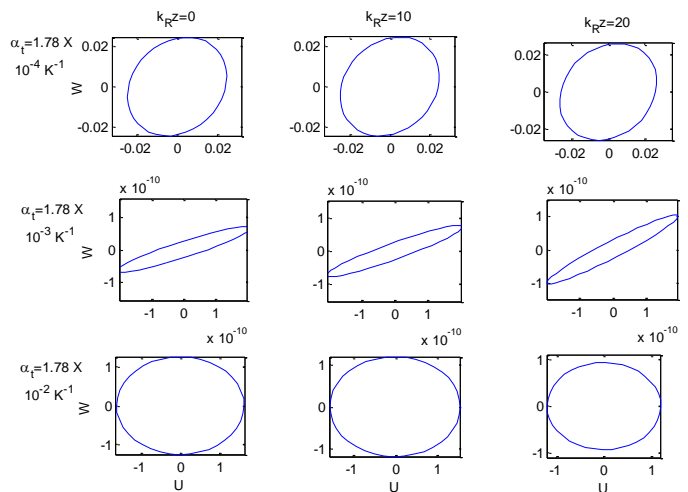 k_Rz=0
k_Rz=10
k_Rz=20
α_t=1.78 X
10^-4 K^-1
W
0.02
0
-0.02
-0.02 0 0.02
0.02
0
-0.02
-0.02 0 0.02
0.02
0
-0.02
-0.02 0 0.02
α_t=1.78 X
10^-3 K^-1
W
x 10^-10
1
0
-1
-1 0 1
x 10^-10
x 10^-10
1
0
-1
-1 0 1
x 10^-10
x 10^-10
1
0
-1
-1 0 1
x 10^-10
α_t=1.78 X
10^-2 K^-1
W
1
0
-1
-1 0 1
U
1
0
-1
-1 0 1
U
1
0
-1
-1 0 1
U